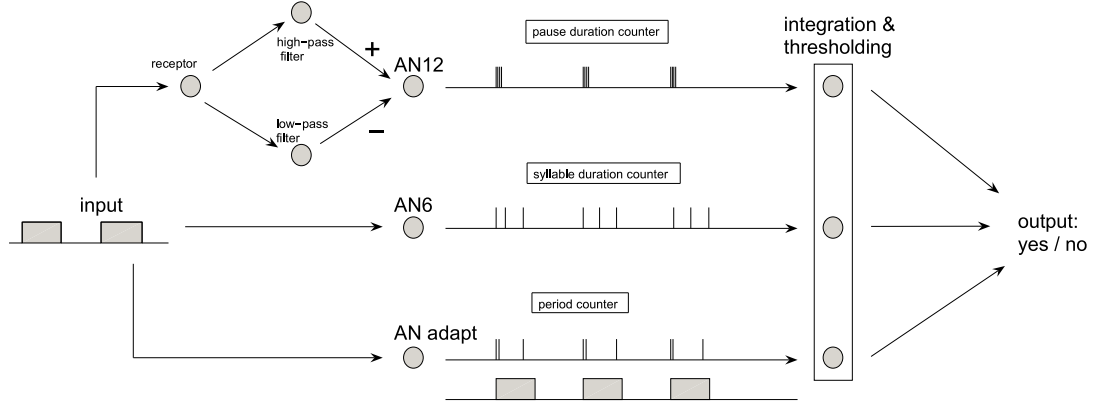 integration &
thresholding
pause duration counter
high−pass
filter
+
receptor
AN12
low−pass
filter
−
syllable duration counter
input
AN6
output:
yes / no
period counter
AN adapt